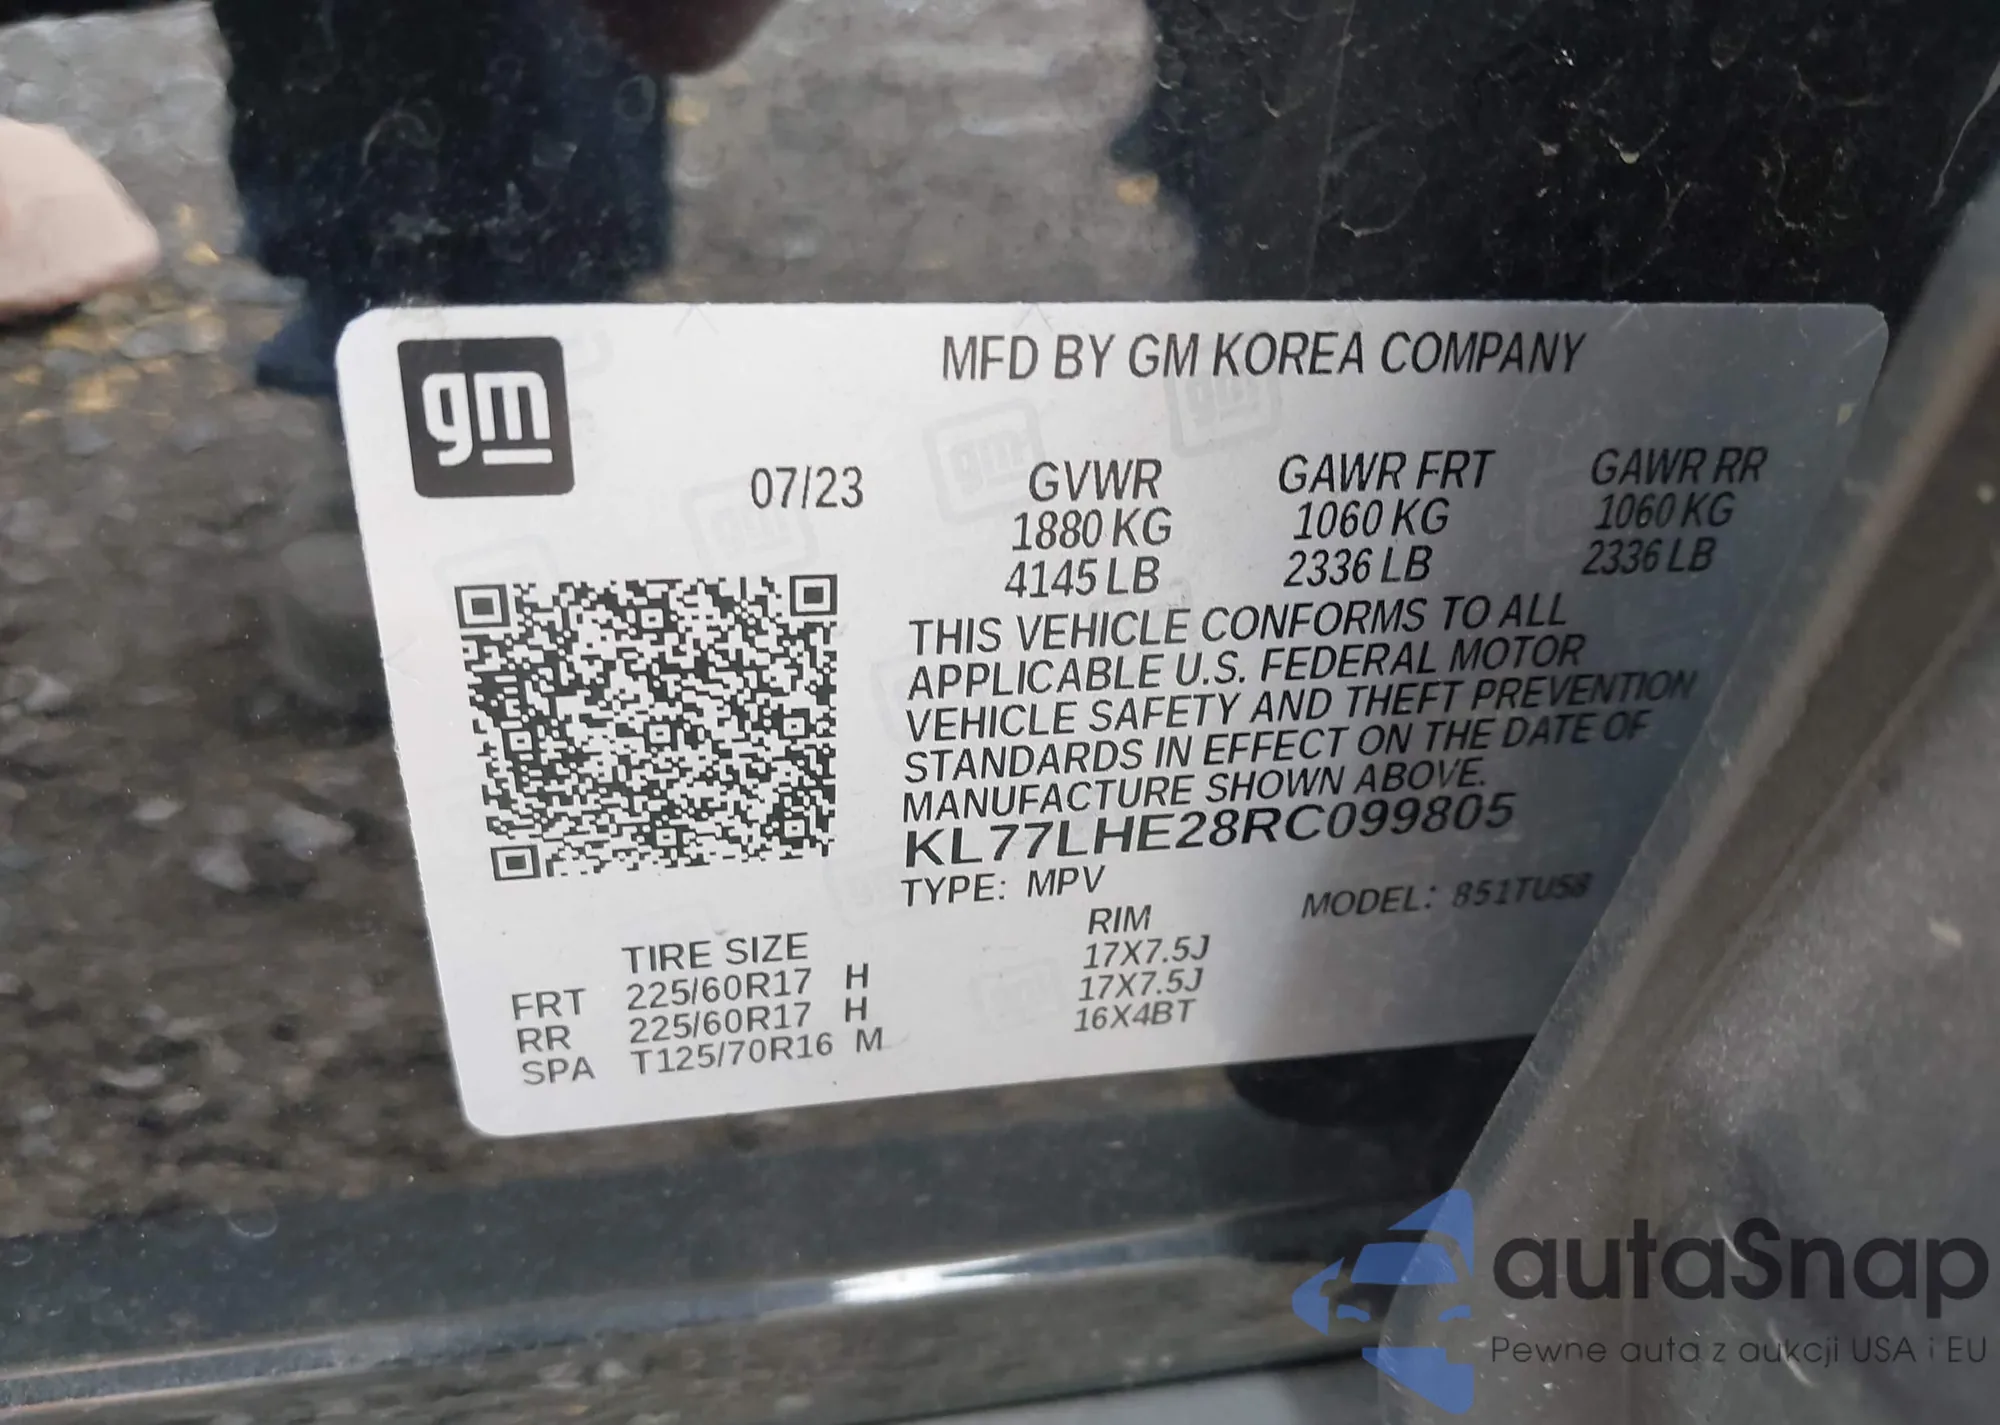 gm
MFD BY GM KOREA COMPANY
07/23
GVWR GAWR FRT GAWR RR
1880 KG 1060 KG 1060 KG
4145 LB 2336 LB 2336 LB
THIS VEHICLE CONFORMS TO ALL
APPLICABLE U.S. FEDERAL MOTOR
VEHICLE SAFETY AND THEFT PREVENTION
STANDARDS IN EFFECT ON THE DATE OF
MANUFACTURE SHOWN ABOVE.
KL77LHE28RC099805
TYPE: MPV MODEL: 851TU58
TIRE SIZE RIM
FRT 225/60R17 H 17X7.5J
RR 225/60R17 H 17X7.5J
SPA T125/70R16 M 16X4BT
autaSnap
Pewne auta z aukcji USA i EU